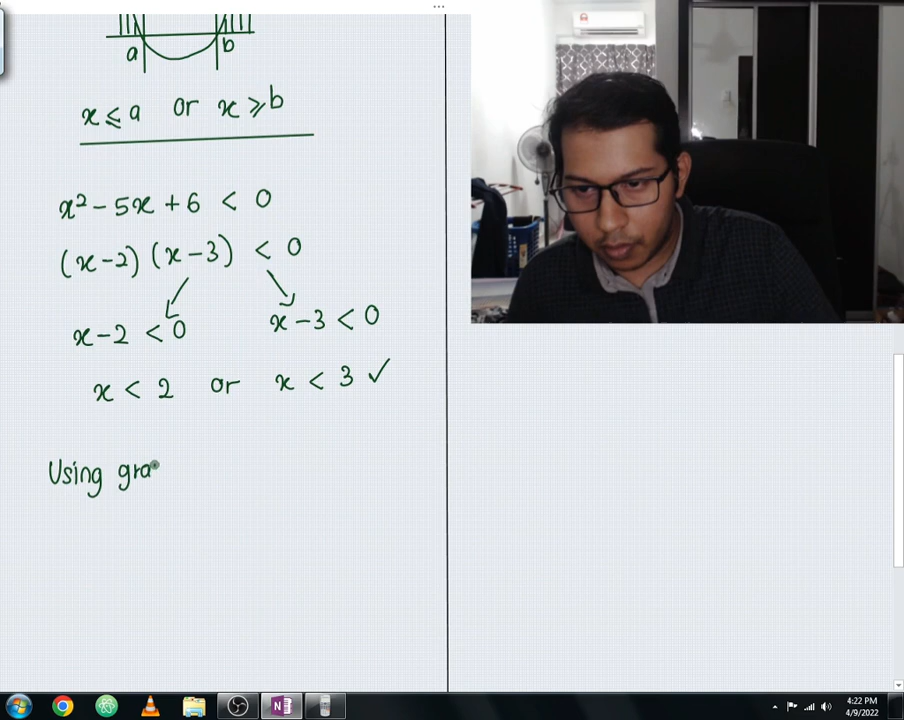 a b
x ⩽ a or x ⩾ b
x² - 5x + 6 < 0
(x - 2) (x - 3) < 0
x - 2 < 0 x - 3 < 0
x < 2 or x < 3 ✓
Using gra
4:22 PM
4/9/2022